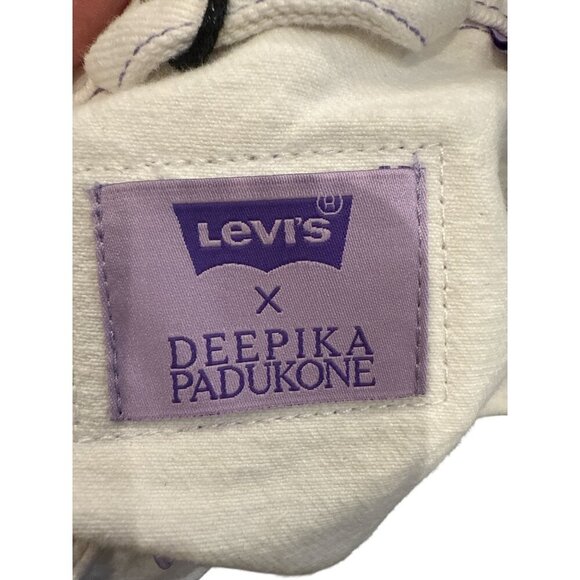 Levi's ®
X
DEEPIKA
PADUKONE